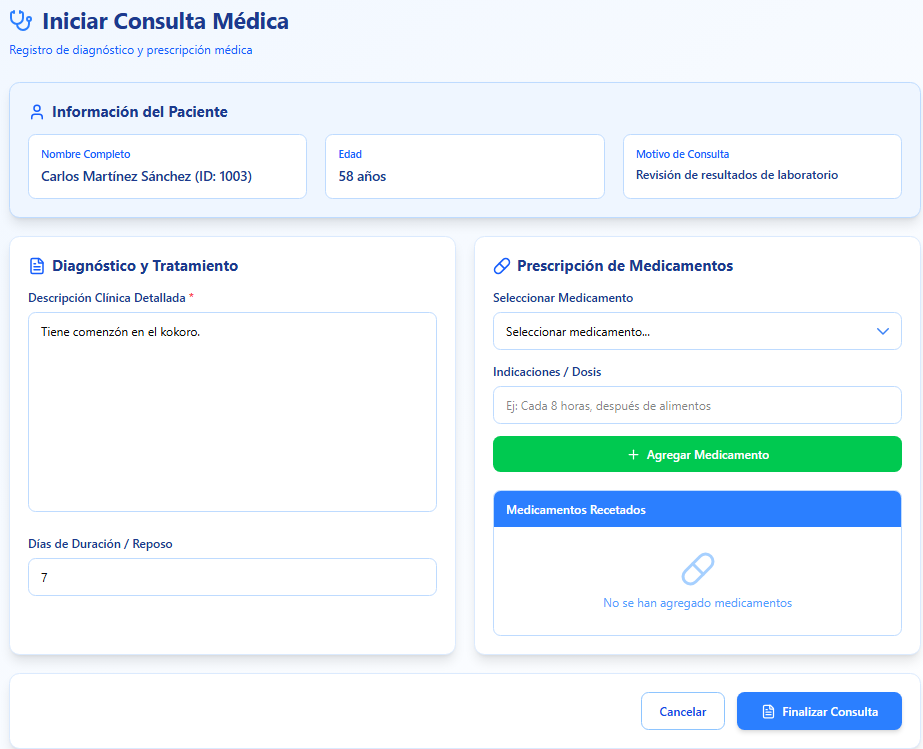 Iniciar Consulta Médica
Registro de diagnóstico y prescripción médica
Información del Paciente
Nombre Completo
Carlos Martínez Sánchez (ID: 1003)
Edad
58 años
Motivo de Consulta
Revisión de resultados de laboratorio
Diagnóstico y Tratamiento
Descripción Clínica Detallada *
Tiene comenzón en el kokoro.
Días de Duración / Reposo
7
Prescripción de Medicamentos
Seleccionar Medicamento
Seleccionar medicamento...
Indicaciones / Dosis
Ej: Cada 8 horas, después de alimentos
+ Agregar Medicamento
Medicamentos Recetados
No se han agregado medicamentos
Cancelar
Finalizar Consulta